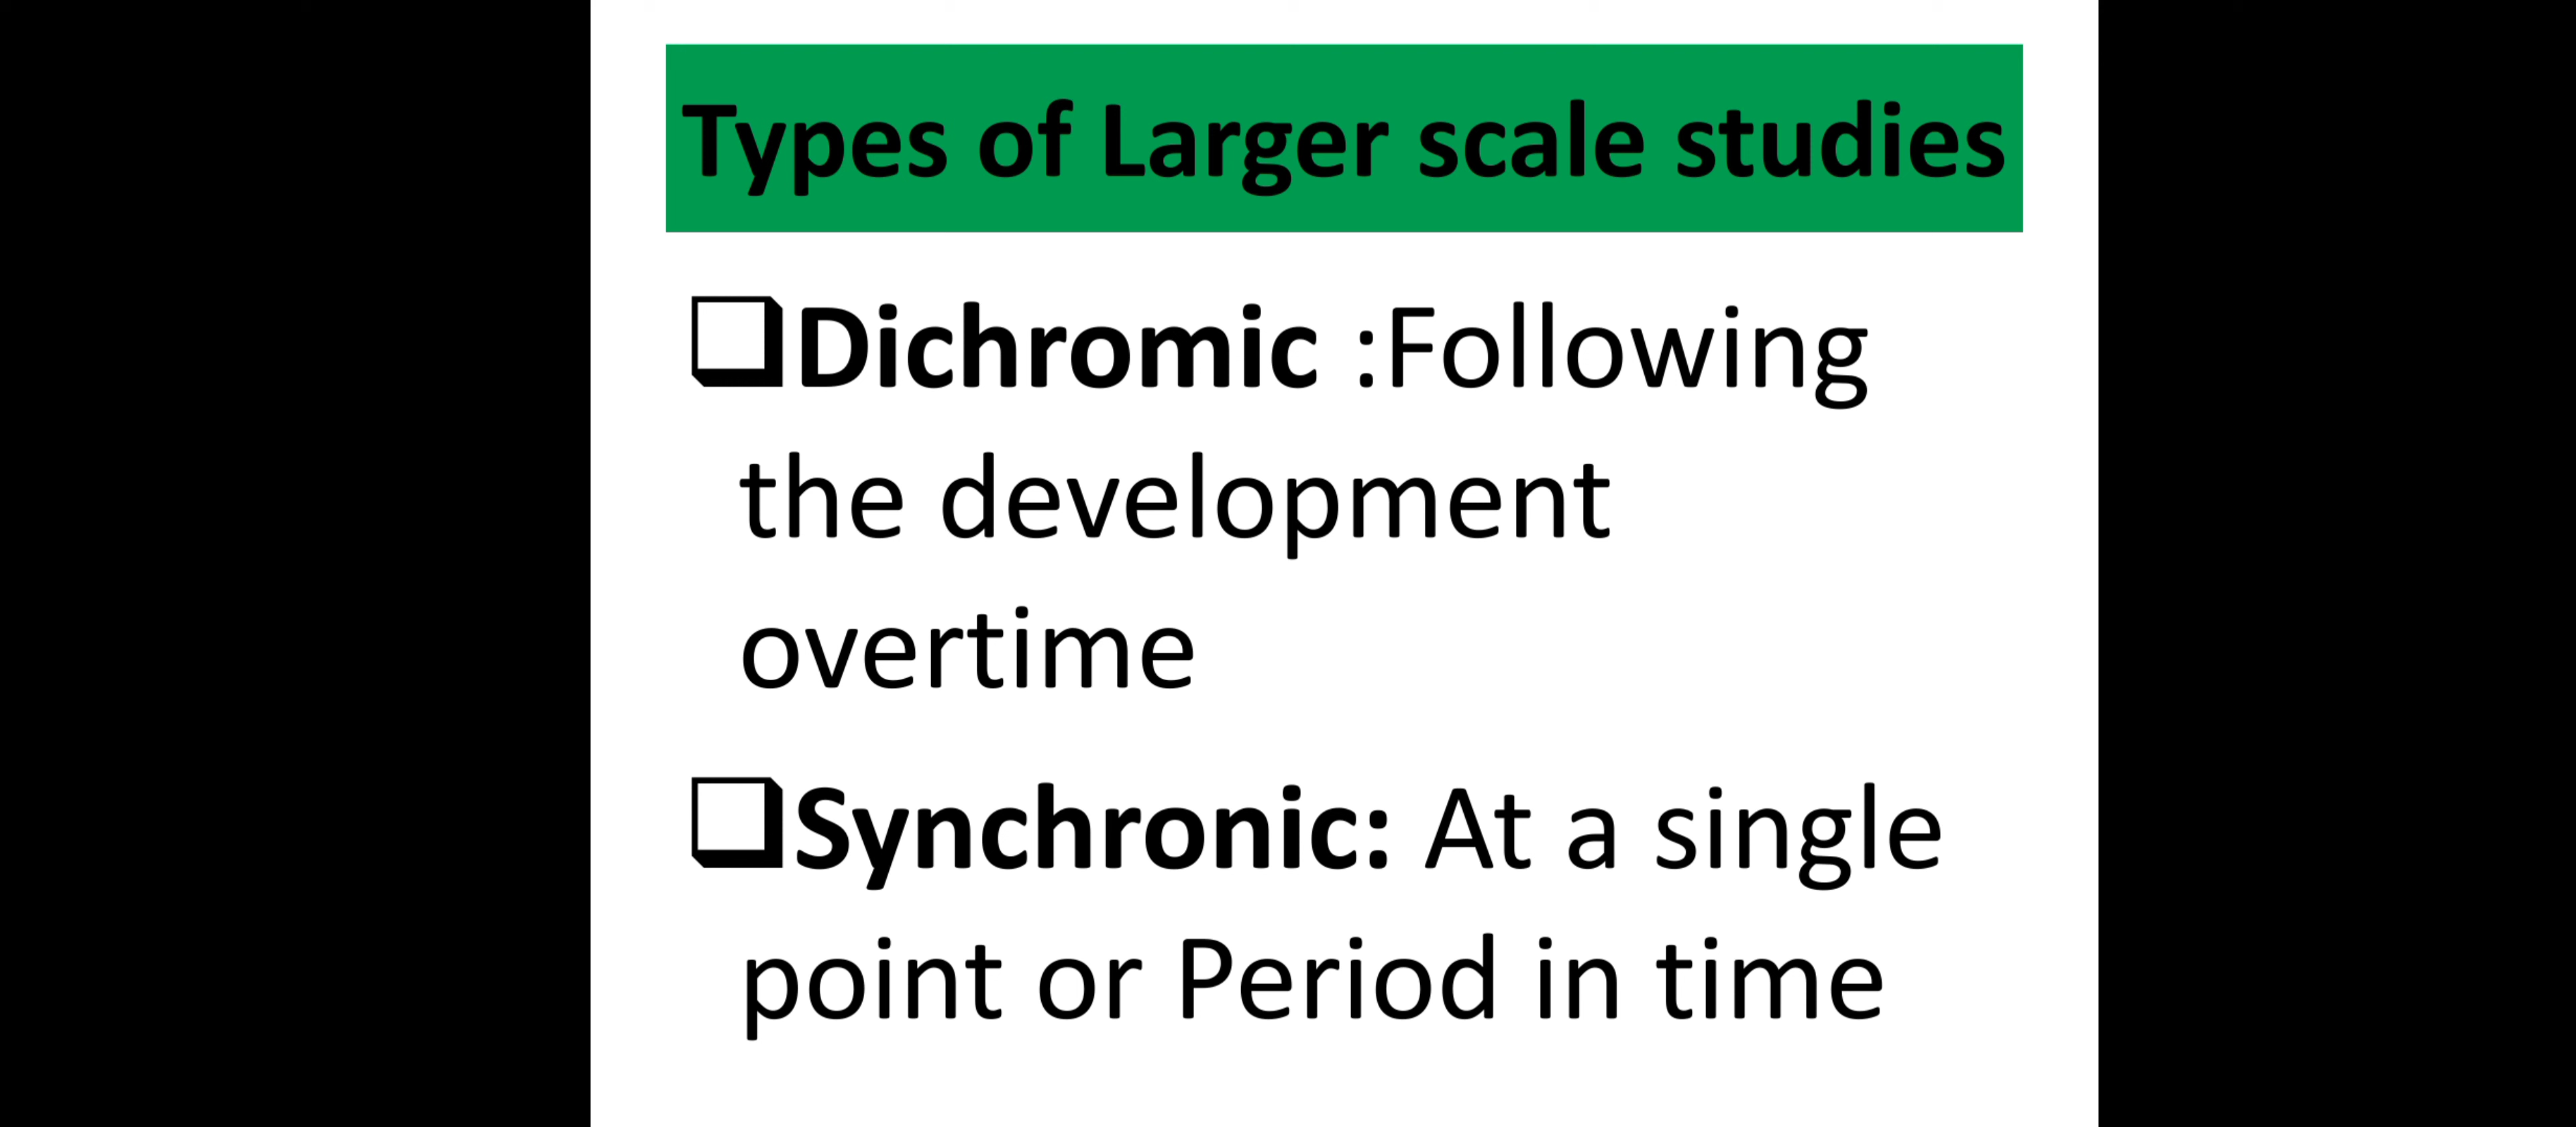 Types of Larger scale studies
❑Dichromic :Following
the development
overtime
❑Synchronic: At a single
point or Period in time